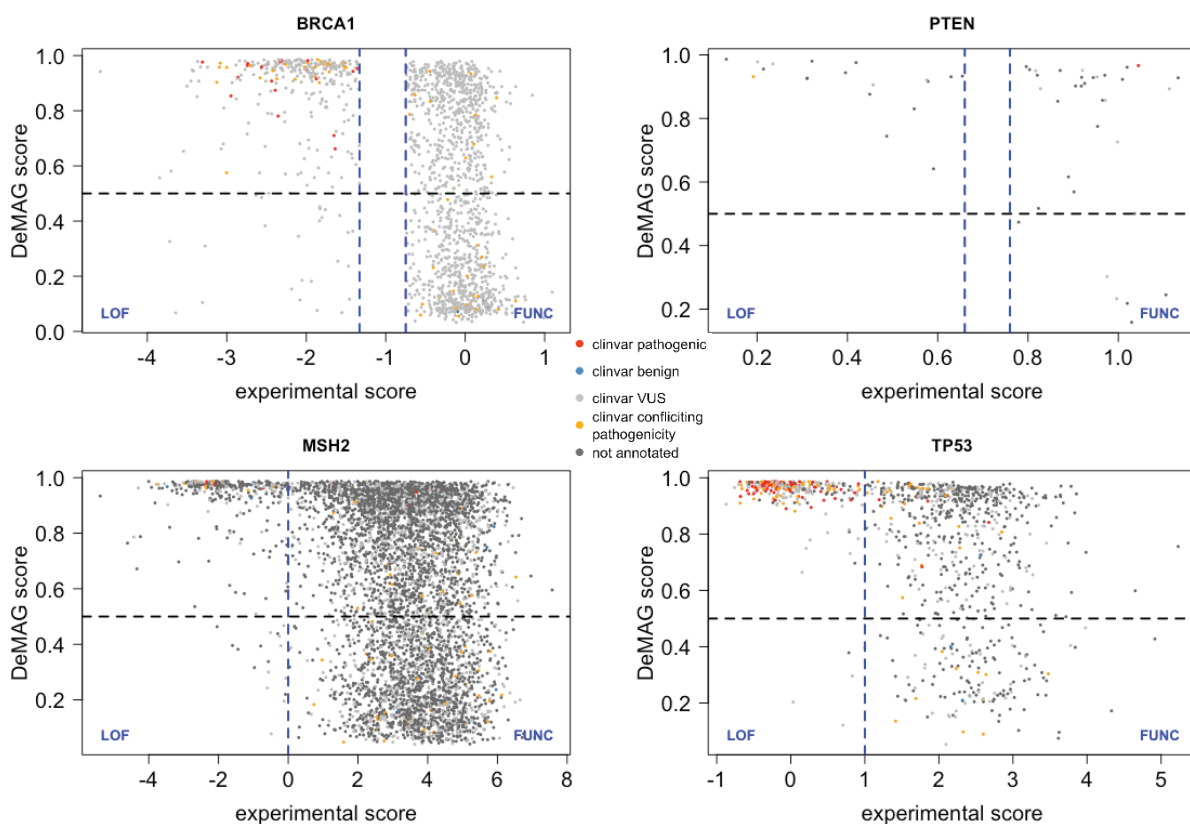 BRCA1
DeMAG score
1.0
0.8
0.6
0.4
0.2
0.0
LOF
FUNC
-4
-3
-2
-1
0
1
experimental score
PTEN
DeMAG score
1.0
0.8
0.6
0.4
0.2
LOF
FUNC
0.2
0.4
0.6
0.8
1.0
experimental score
clinvar pathogenic
clinvar benign
clinvar VUS
clinvar confliciting
pathogenicity
not annotated
MSH2
DeMAG score
1.0
0.8
0.6
0.4
0.2
LOF
FUNC
-4
-2
0
2
4
6
8
experimental score
TP53
DeMAG score
1.0
0.8
0.6
0.4
0.2
LOF
FUNC
-1
0
1
2
3
4
5
experimental score